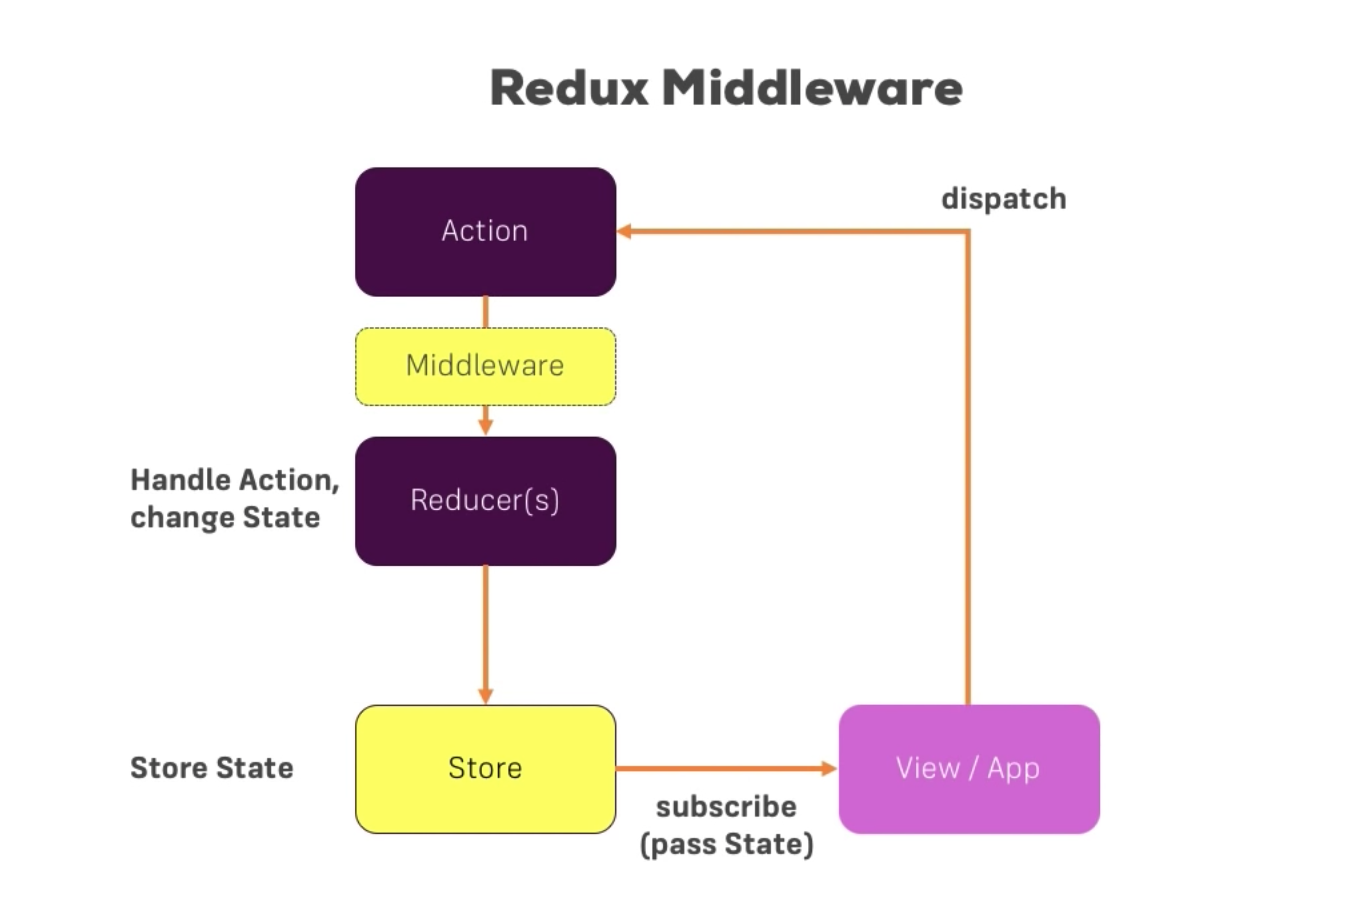 Redux Middleware
Action
dispatch
Middleware
Handle Action,
change State
Reducer(s)
Store State
Store
View / App
subscribe
(pass State)